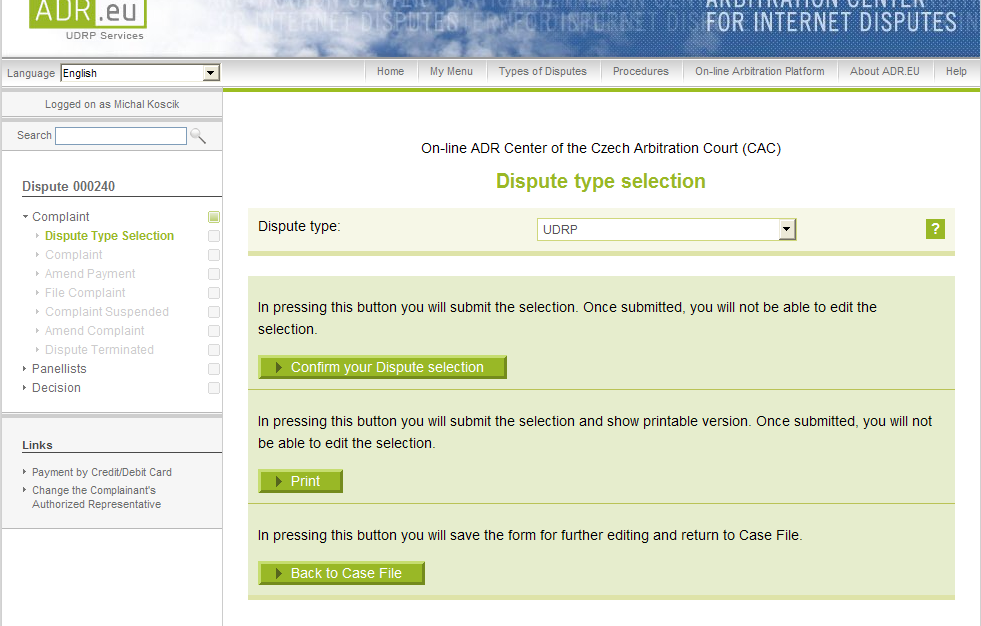 ADR.eu
UDRP Services
ARBITRATION CENTER
FOR INTERNET DISPUTES
Language English
Home My Menu Types of Disputes Procedures On-line Arbitration Platform About ADR.EU Help
Logged on as Michal Koscik
Search
Dispute 000240
Complaint
Dispute Type Selection
Complaint
Amend Payment
File Complaint
Complaint Suspended
Amend Complaint
Dispute Terminated
Panellists
Decision
Links
Payment by Credit/Debit Card
Change the Complainant's
Authorized Representative
On-line ADR Center of the Czech Arbitration Court (CAC)
Dispute type selection
Dispute type: UDRP ?
In pressing this button you will submit the selection. Once submitted, you will not be able to edit the
selection.
Confirm your Dispute selection
In pressing this button you will submit the selection and show printable version. Once submitted, you will not
be able to edit the selection.
Print
In pressing this button you will save the form for further editing and return to Case File.
Back to Case File